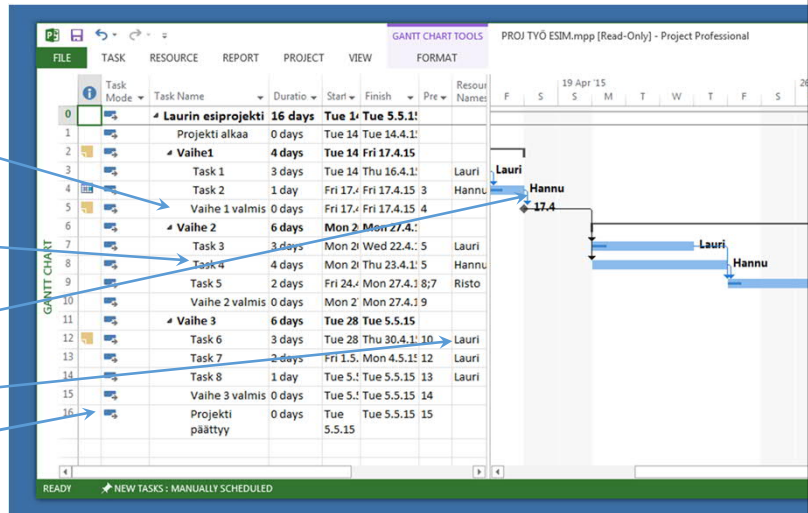 GANTT CHART TOOLS PROJ TYÖ ESIM.mpp [Read-Only] - Project Professional
FILE TASK RESOURCE REPORT PROJECT VIEW FORMAT
Task Mode Task Name Duratio Start Finish Pre Resour Names
19 Apr '15 26
F S S M T W T F S
0 Laurin esiprojekti 16 days Tue 14 Tue 5.5.15
1 Projekti alkaa 0 days Tue 14 Tue 14.4.15
2 Vaihe1 4 days Tue 14 Fri 17.4.15
3 Task 1 3 days Tue 14 Thu 16.4.15 Lauri
4 Task 2 1 day Fri 17.4 Fri 17.4.15 3 Hannu
5 Vaihe 1 valmis 0 days Fri 17.4 Fri 17.4.15 4
6 Vaihe 2 6 days Mon 2 Mon 27.4.
7 Task 3 3 days Mon 20 Wed 22.4. 5 Lauri
8 Task 4 4 days Mon 20 Thu 23.4.15 5 Hannu
9 Task 5 2 days Fri 24.4 Mon 27.4.1 8;7 Risto
10 Vaihe 2 valmis 0 days Mon 2 Mon 27.4.1 9
11 Vaihe 3 6 days Tue 28 Tue 5.5.15
12 Task 6 3 days Tue 28 Thu 30.4.15 10 Lauri
13 Task 7 2 days Fri 1.5. Mon 4.5.15 12 Lauri
14 Task 8 1 day Tue 5.5 Tue 5.5.15 13 Lauri
15 Vaihe 3 valmis 0 days Tue 5.5 Tue 5.5.15 14
16 Projekti 0 days Tue Tue 5.5.15 15
päättyy 5.5.15
Lauri
Hannu
17.4
Lauri
Hannu
GANTT CHART
READY NEW TASKS : MANUALLY SCHEDULED